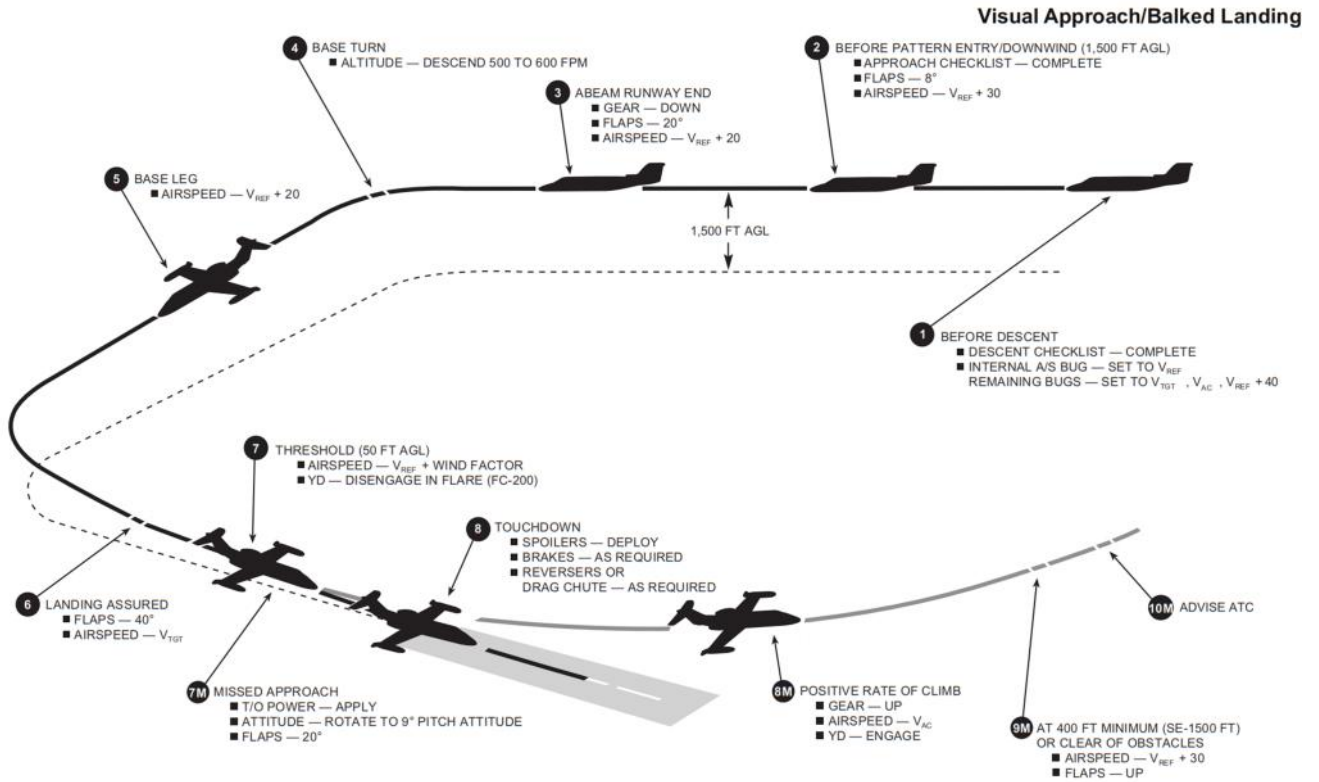 Visual Approach/Balked Landing
4 BASE TURN
■ ALTITUDE — DESCEND 500 TO 600 FPM
2 BEFORE PATTERN ENTRY/DOWNWIND (1,500 FT AGL)
■ APPROACH CHECKLIST — COMPLETE
■ FLAPS — 8°
■ AIRSPEED — VREF + 30
3 ABEAM RUNWAY END
■ GEAR — DOWN
■ FLAPS — 20°
■ AIRSPEED — VREF + 20
5 BASE LEG
■ AIRSPEED — VREF + 20
1,500 FT AGL
1 BEFORE DESCENT
■ DESCENT CHECKLIST — COMPLETE
■ INTERNAL A/S BUG — SET TO VREF
REMAINING BUGS — SET TO VTGT , VAC , VREF + 40
7 THRESHOLD (50 FT AGL)
■ AIRSPEED — VREF + WIND FACTOR
■ YD — DISENGAGE IN FLARE (FC-200)
8 TOUCHDOWN
■ SPOILERS — DEPLOY
■ BRAKES — AS REQUIRED
■ REVERSERS OR
DRAG CHUTE — AS REQUIRED
6 LANDING ASSURED
■ FLAPS — 40°
■ AIRSPEED — VTGT
10M ADVISE ATC
7M MISSED APPROACH
■ T/O POWER — APPLY
■ ATTITUDE — ROTATE TO 9° PITCH ATTITUDE
■ FLAPS — 20°
8M POSITIVE RATE OF CLIMB
■ GEAR — UP
■ AIRSPEED — VAC
■ YD — ENGAGE
9M AT 400 FT MINIMUM (SE-1500 FT)
OR CLEAR OF OBSTACLES
■ AIRSPEED — VREF + 30
■ FLAPS — UP